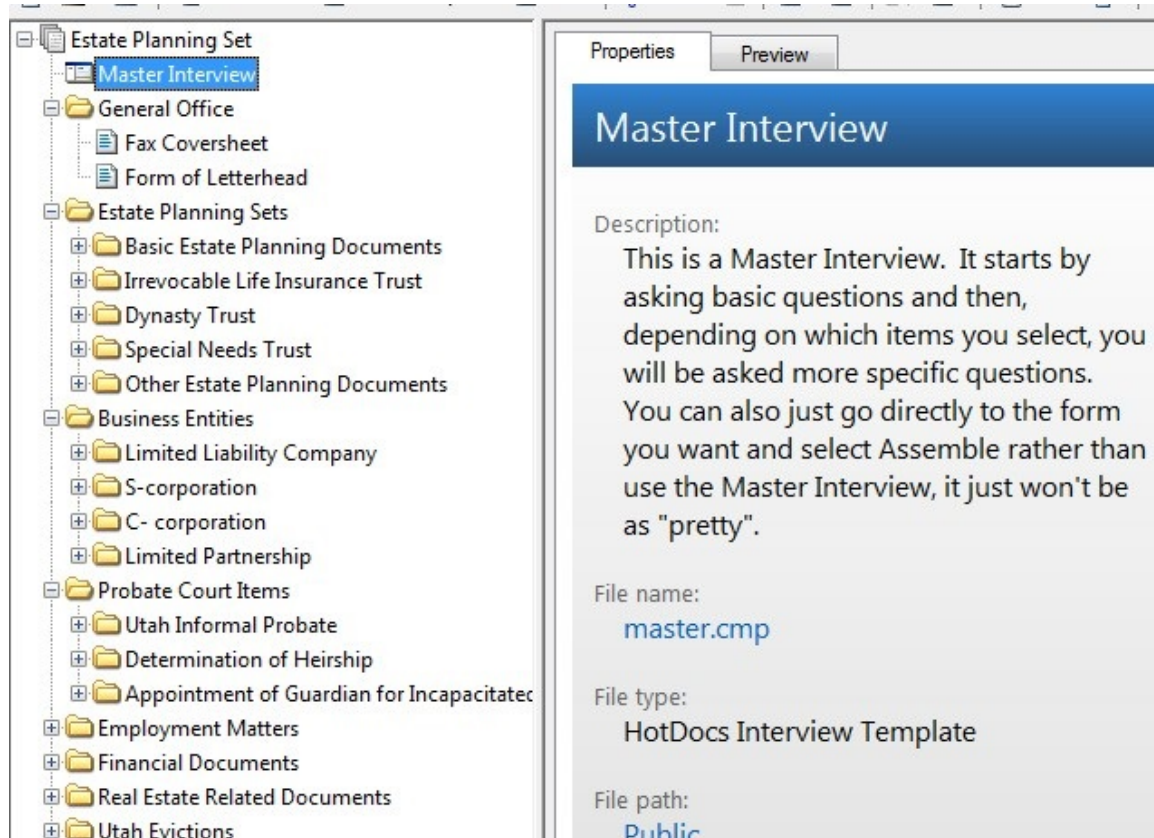 Estate Planning Set
Master Interview
General Office
Fax Coversheet
Form of Letterhead
Estate Planning Sets
Basic Estate Planning Documents
Irrevocable Life Insurance Trust
Dynasty Trust
Special Needs Trust
Other Estate Planning Documents
Business Entities
Limited Liability Company
S-corporation
C- corporation
Limited Partnership
Probate Court Items
Utah Informal Probate
Determination of Heirship
Appointment of Guardian for Incapacitated
Employment Matters
Financial Documents
Real Estate Related Documents
Utah Evictions
Properties
Preview
Master Interview
Description:
This is a Master Interview. It starts by
asking basic questions and then,
depending on which items you select, you
will be asked more specific questions.
You can also just go directly to the form
you want and select Assemble rather than
use the Master Interview, it just won't be
as "pretty".
File name:
master.cmp
File type:
HotDocs Interview Template
File path:
Public